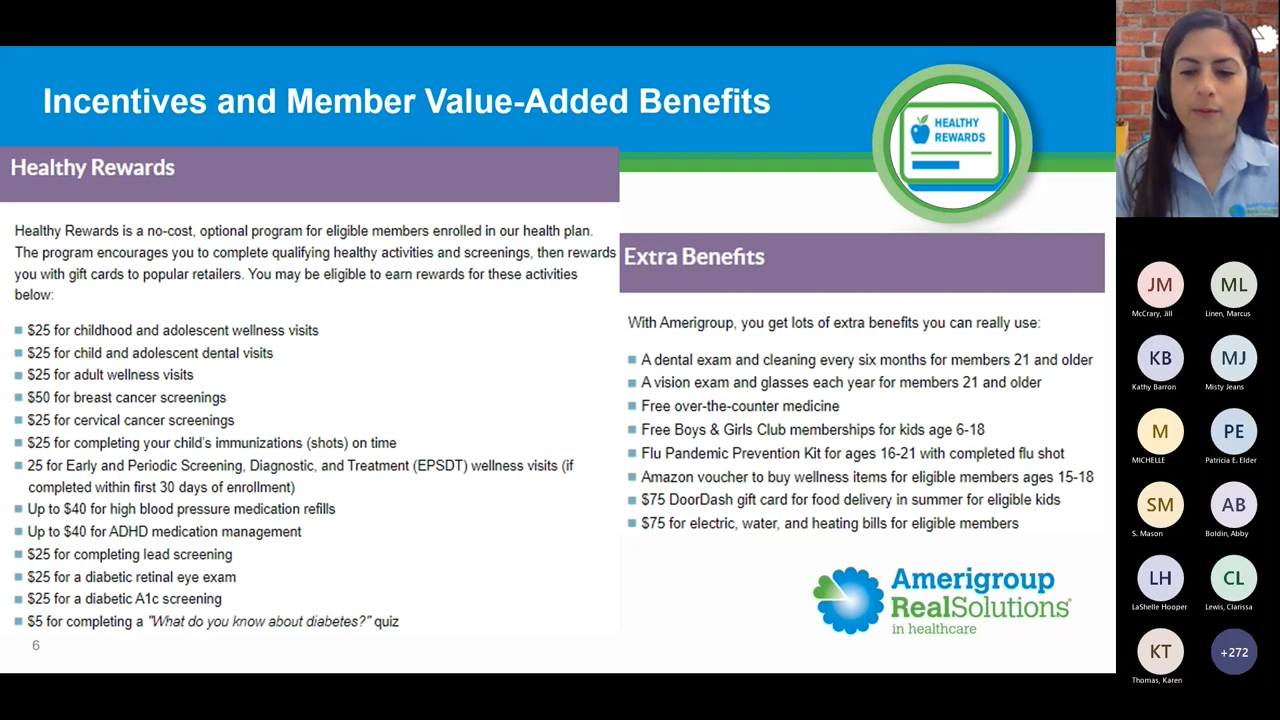 Incentives and Member Value-Added Benefits
HEALTHY
REWARDS
Healthy Rewards
Healthy Rewards is a no-cost, optional program for eligible members enrolled in our health plan.
The program encourages you to complete qualifying healthy activities and screenings, then rewards
you with gift cards to popular retailers. You may be eligible to earn rewards for these activities
below:
$25 for childhood and adolescent wellness visits
$25 for child and adolescent dental visits
$25 for adult wellness visits
$50 for breast cancer screenings
$25 for cervical cancer screenings
$25 for completing your child's immunizations (shots) on time
25 for Early and Periodic Screening, Diagnostic, and Treatment (EPSDT) wellness visits (if
completed within first 30 days of enrollment)
Up to $40 for high blood pressure medication refills
Up to $40 for ADHD medication management
$25 for completing lead screening
$25 for a diabetic retinal eye exam
$25 for a diabetic A1c screening
$5 for completing a "What do you know about diabetes?" quiz
6
Extra Benefits
With Amerigroup, you get lots of extra benefits you can really use:
A dental exam and cleaning every six months for members 21 and older
A vision exam and glasses each year for members 21 and older
Free over-the-counter medicine
Free Boys & Girls Club memberships for kids age 6-18
Flu Pandemic Prevention Kit for ages 16-21 with completed flu shot
Amazon voucher to buy wellness items for eligible members ages 15-18
$75 DoorDash gift card for food delivery in summer for eligible kids
$75 for electric, water, and heating bills for eligible members
Amerigroup
RealSolutions®
in healthcare
JM
McCrary, Jill
ML
Linen, Marcus
KB
Kathy Barron
MJ
Misty Jeans
M
MICHELLE
PE
Patricia E. Elder
SM
S. Mason
AB
Boldin, Abby
LH
LaShelle Hooper
CL
Lewis, Clarissa
KT
Thomas, Karen
+272